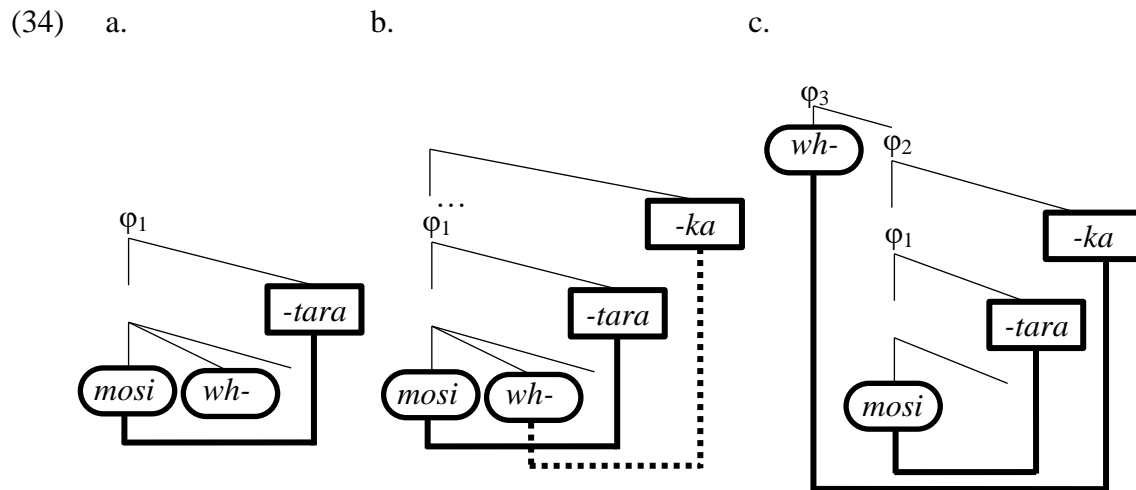 (34) a. b. c.
φ3
wh-
φ2
…
-ka
-ka
φ1
φ1
φ1
-tara
-tara
-tara
mosi
wh-
mosi
wh-
mosi